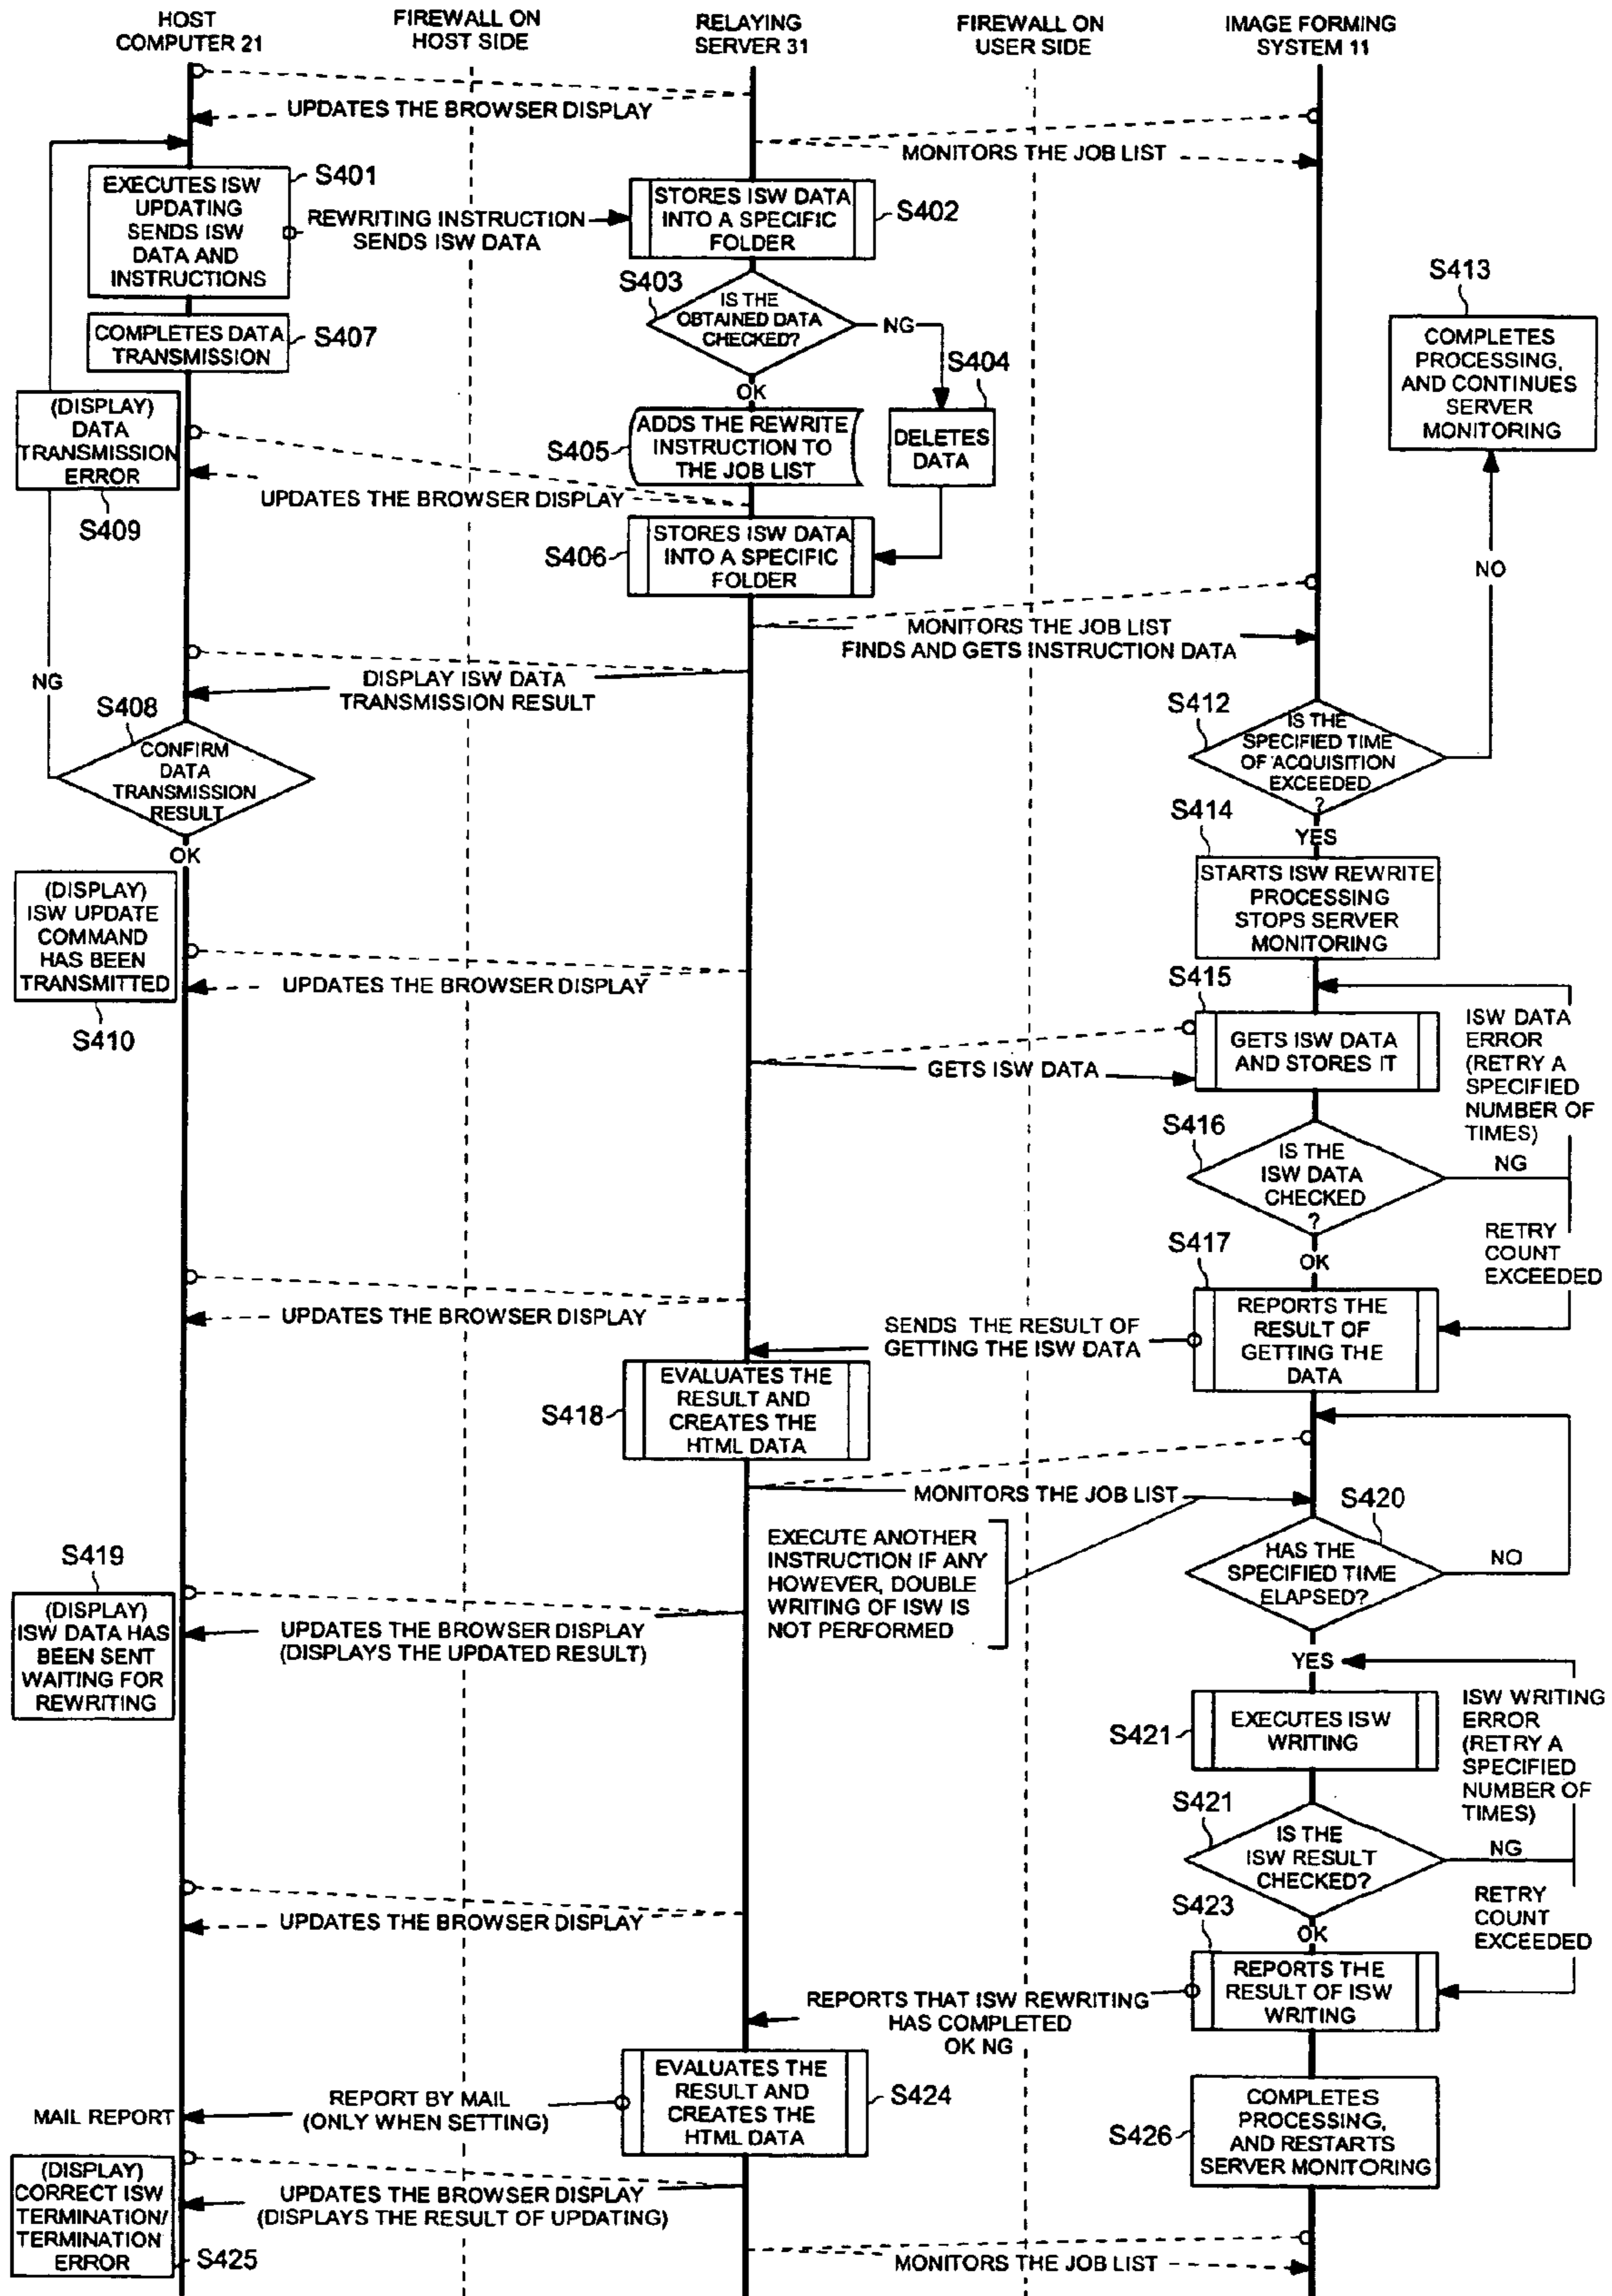 HOST
COMPUTER 21
FIREWALL ON
HOST SIDE
RELAYING
SERVER 31
FIREWALL ON
USER SIDE
IMAGE FORMING
SYSTEM 11
UPDATES THE BROWSER DISPLAY
MONITORS THE JOB LIST
EXECUTES ISW
UPDATING
SENDS ISW
DATA AND
INSTRUCTIONS
S401
REWRITING INSTRUCTION
SENDS ISW DATA
STORES ISW DATA
INTO A SPECIFIC
FOLDER
S402
S403
IS THE
OBTAINED DATA
CHECKED?
NG
S404
OK
COMPLETES DATA
TRANSMISSION
S407
S413
COMPLETES
PROCESSING,
AND CONTINUES
SERVER
MONITORING
(DISPLAY)
DATA
TRANSMISSION
ERROR
S409
S405
ADDS THE REWRITE
INSTRUCTION TO
THE JOB LIST
DELETES
DATA
UPDATES THE BROWSER DISPLAY
S406
STORES ISW DATA
INTO A SPECIFIC
FOLDER
NO
MONITORS THE JOB LIST
FINDS AND GETS INSTRUCTION DATA
NG
DISPLAY ISW DATA
TRANSMISSION RESULT
S408
CONFIRM
DATA
TRANSMISSION
RESULT
OK
S412
IS THE
SPECIFIED TIME
OF ACQUISITION
EXCEEDED
?
YES
S414
STARTS ISW REWRITE
PROCESSING
STOPS SERVER
MONITORING
(DISPLAY)
ISW UPDATE
COMMAND
HAS BEEN
TRANSMITTED
S410
UPDATES THE BROWSER DISPLAY
S415
GETS ISW DATA
AND STORES IT
ISW DATA
ERROR
(RETRY A
SPECIFIED
NUMBER OF
TIMES)
GETS ISW DATA
S416
IS THE
ISW DATA
CHECKED
?
NG
OK
RETRY
COUNT
EXCEEDED
S417
REPORTS THE
RESULT OF
GETTING THE
DATA
UPDATES THE BROWSER DISPLAY
SENDS THE RESULT OF
GETTING THE ISW DATA
S418
EVALUATES THE
RESULT AND
CREATES THE
HTML DATA
MONITORS THE JOB LIST
EXECUTE ANOTHER
INSTRUCTION IF ANY
HOWEVER, DOUBLE
WRITING OF ISW IS
NOT PERFORMED
S420
HAS THE
SPECIFIED TIME
ELAPSED?
NO
YES
S419
(DISPLAY)
ISW DATA HAS
BEEN SENT
WAITING FOR
REWRITING
UPDATES THE BROWSER DISPLAY
(DISPLAYS THE UPDATED RESULT)
S421
EXECUTES ISW
WRITING
ISW WRITING
ERROR
(RETRY A
SPECIFIED
NUMBER OF
TIMES)
S421
IS THE
ISW RESULT
CHECKED?
NG
OK
RETRY
COUNT
EXCEEDED
UPDATES THE BROWSER DISPLAY
S423
REPORTS THE
RESULT OF ISW
WRITING
REPORTS THAT ISW REWRITING
HAS COMPLETED
OK NG
EVALUATES THE
RESULT AND
CREATES THE
HTML DATA
S424
REPORT BY MAIL
(ONLY WHEN SETTING)
MAIL REPORT
S426
COMPLETES
PROCESSING,
AND RESTARTS
SERVER MONITORING
(DISPLAY)
CORRECT ISW
TERMINATION/
TERMINATION
ERROR
S425
UPDATES THE BROWSER DISPLAY
(DISPLAYS THE RESULT OF UPDATING)
MONITORS THE JOB LIST